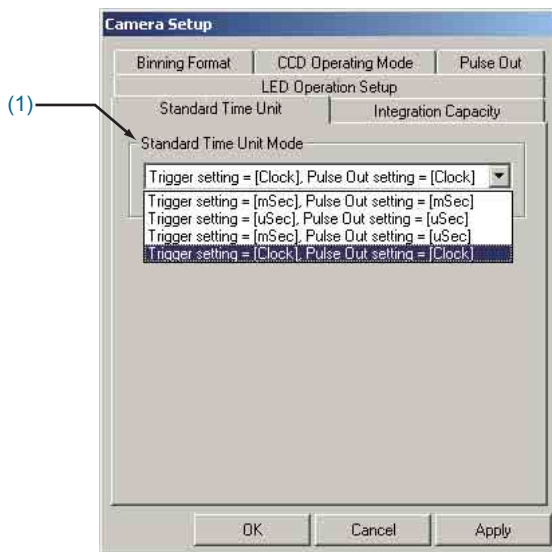 Camera Setup
Binning Format
CCD Operating Mode
Pulse Out
LED Operation Setup
Standard Time Unit
Integration Capacity
(1)
Standard Time Unit Mode
Trigger setting = [Clock], Pulse Out setting = [Clock]
Trigger setting = [mSec], Pulse Out setting = [mSec]
Trigger setting = [uSec], Pulse Out setting = [uSec]
Trigger setting = [mSec], Pulse Out setting = [uSec]
Trigger setting = [Clock], Pulse Out setting = [Clock]
OK
Cancel
Apply